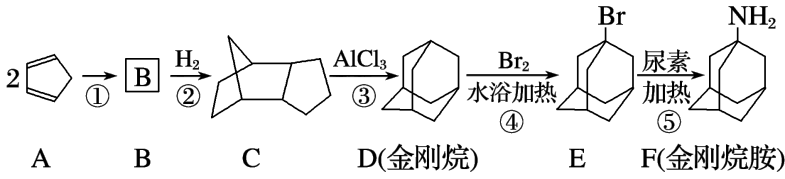 Br NH₂
2 ① B H₂ ② AlCl₃ ③ Br₂ 水浴加热 ④ 尿素 加热 ⑤
A B C D(金刚烷) E F(金刚烷胺)